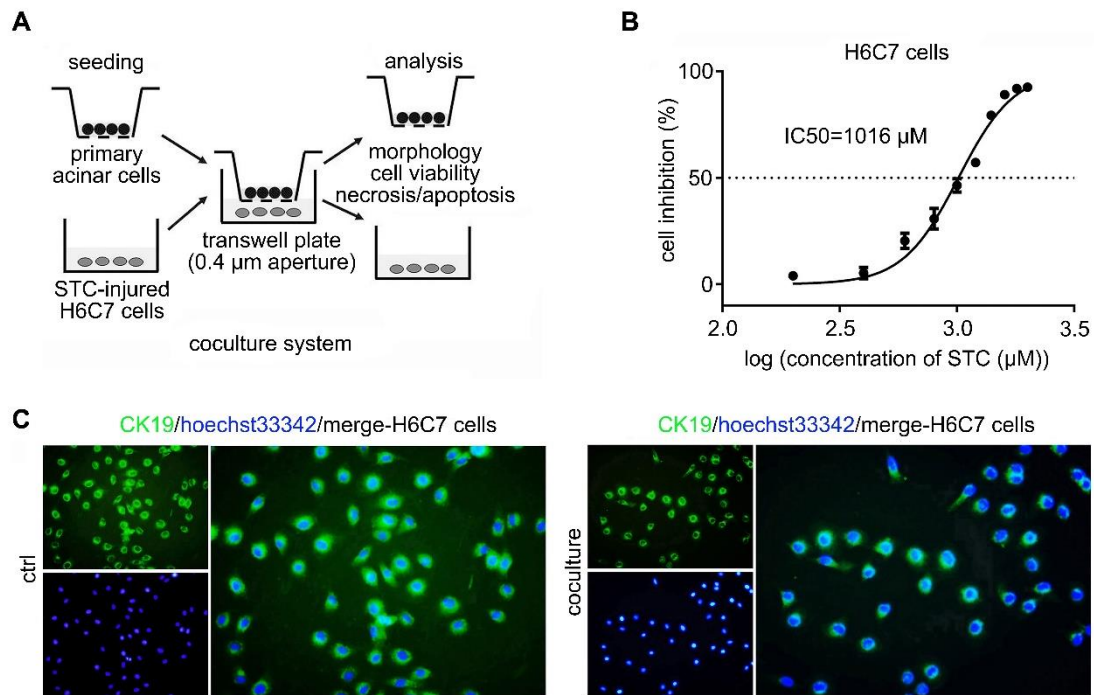 A
seeding
analysis
primary
acinar cells
morphology
cell viability
necrosis/apoptosis
transwell plate
(0.4 µm aperture)
STC-injured
H6C7 cells
coculture system
B
H6C7 cells
cell inhibition (%)
100
50
0
IC50=1016 µM
2.0
2.5
3.0
3.5
log (concentration of STC (µM))
C
CK19/hoechst33342/merge-H6C7 cells
ctrl
CK19/hoechst33342/merge-H6C7 cells
coculture